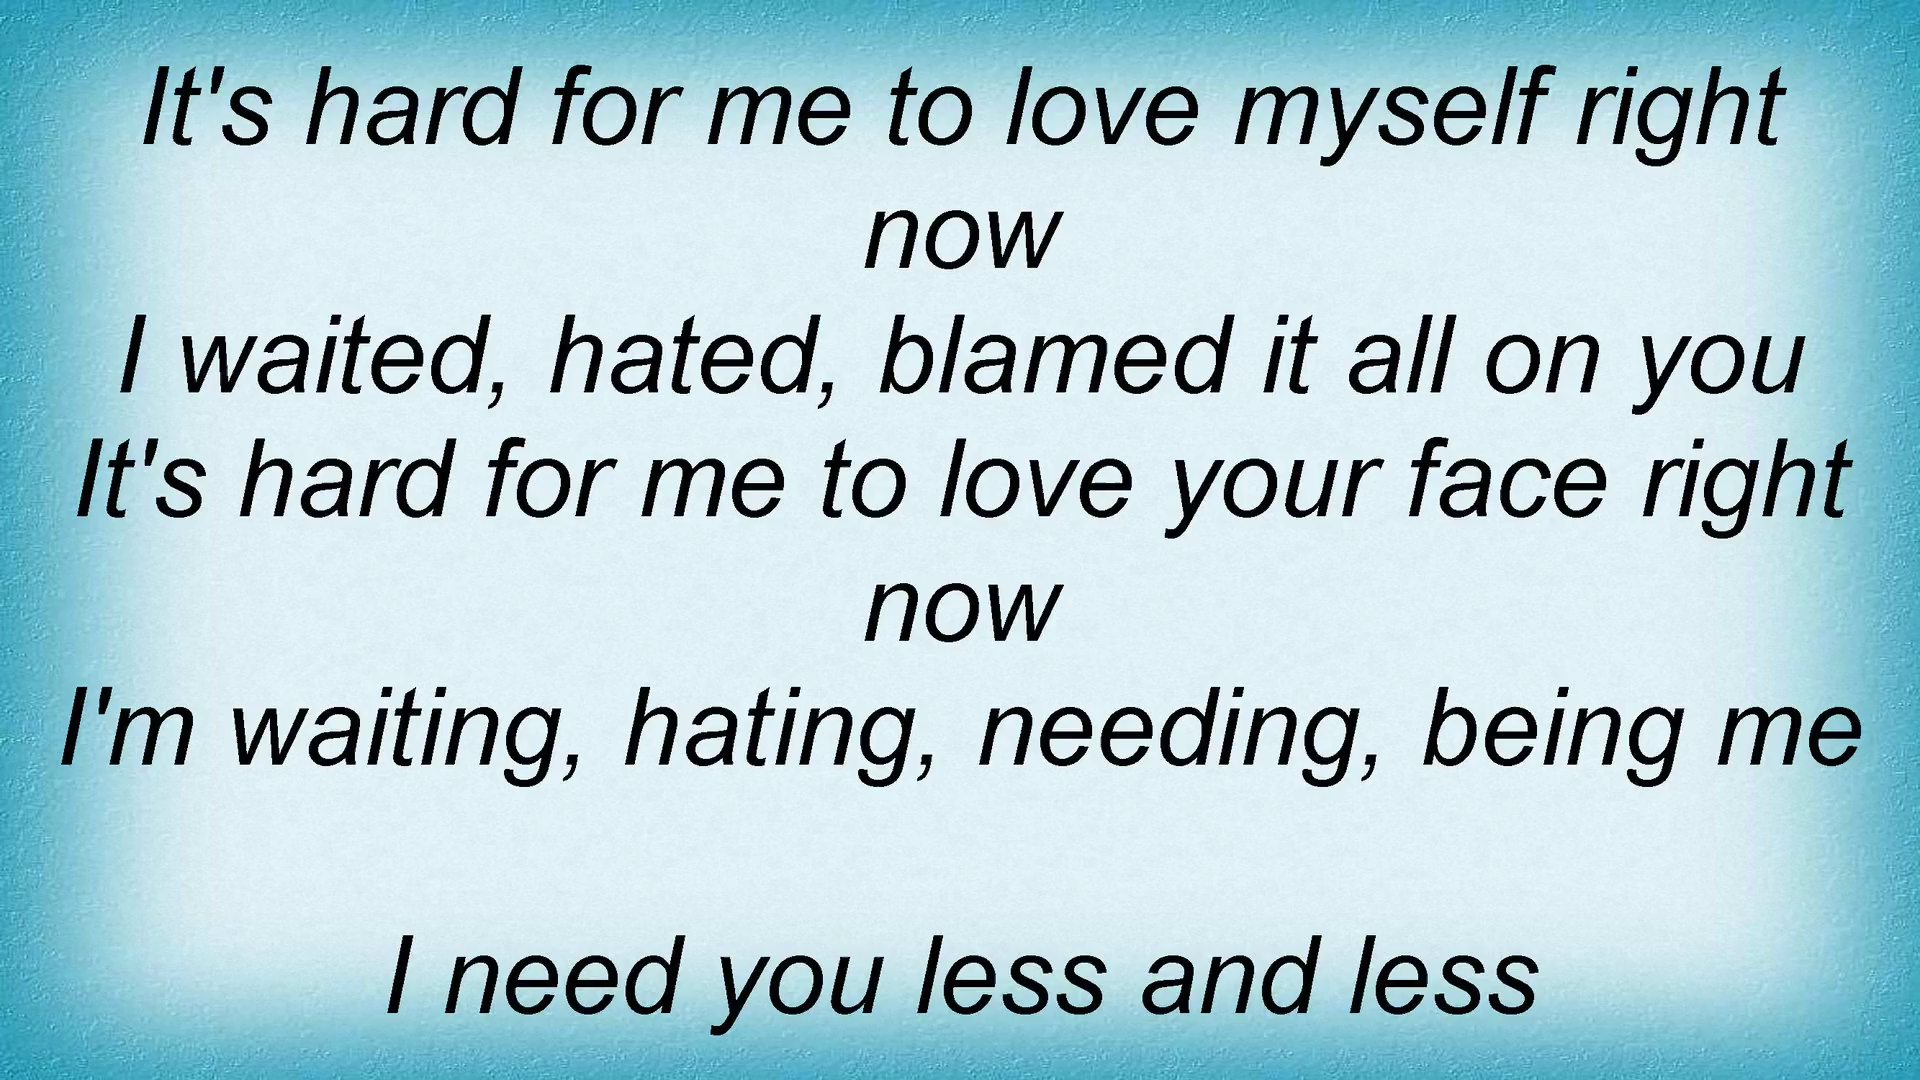 It's hard for me to love myself right
now
I waited, hated, blamed it all on you
It's hard for me to love your face right
now
I'm waiting, hating, needing, being me
I need you less and less